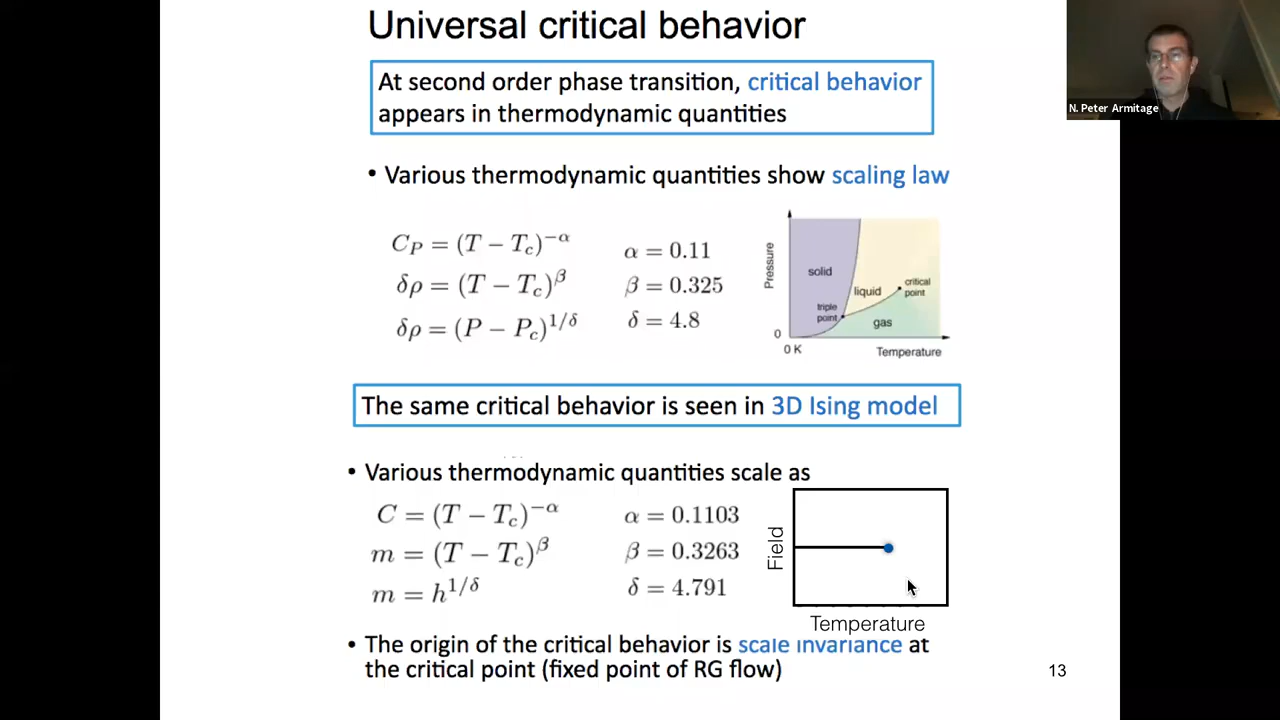 Universal critical behavior
N. Peter Armitage
At second order phase transition, critical behavior
appears in thermodynamic quantities
• Various thermodynamic quantities show scaling law
C_P = (T − T_c)^{−α}
α = 0.11
δρ = (T − T_c)^β
β = 0.325
δρ = (P − P_c)^{1/δ}
δ = 4.8
Pressure
solid
liquid
critical
point
triple
point
gas
0
0 K
Temperature
The same critical behavior is seen in 3D Ising model
• Various thermodynamic quantities scale as
C = (T − T_c)^{−α}
α = 0.1103
m = (T − T_c)^β
β = 0.3263
m = h^{1/δ}
δ = 4.791
Field
Temperature
• The origin of the critical behavior is scale invariance at
the critical point (fixed point of RG flow)
13